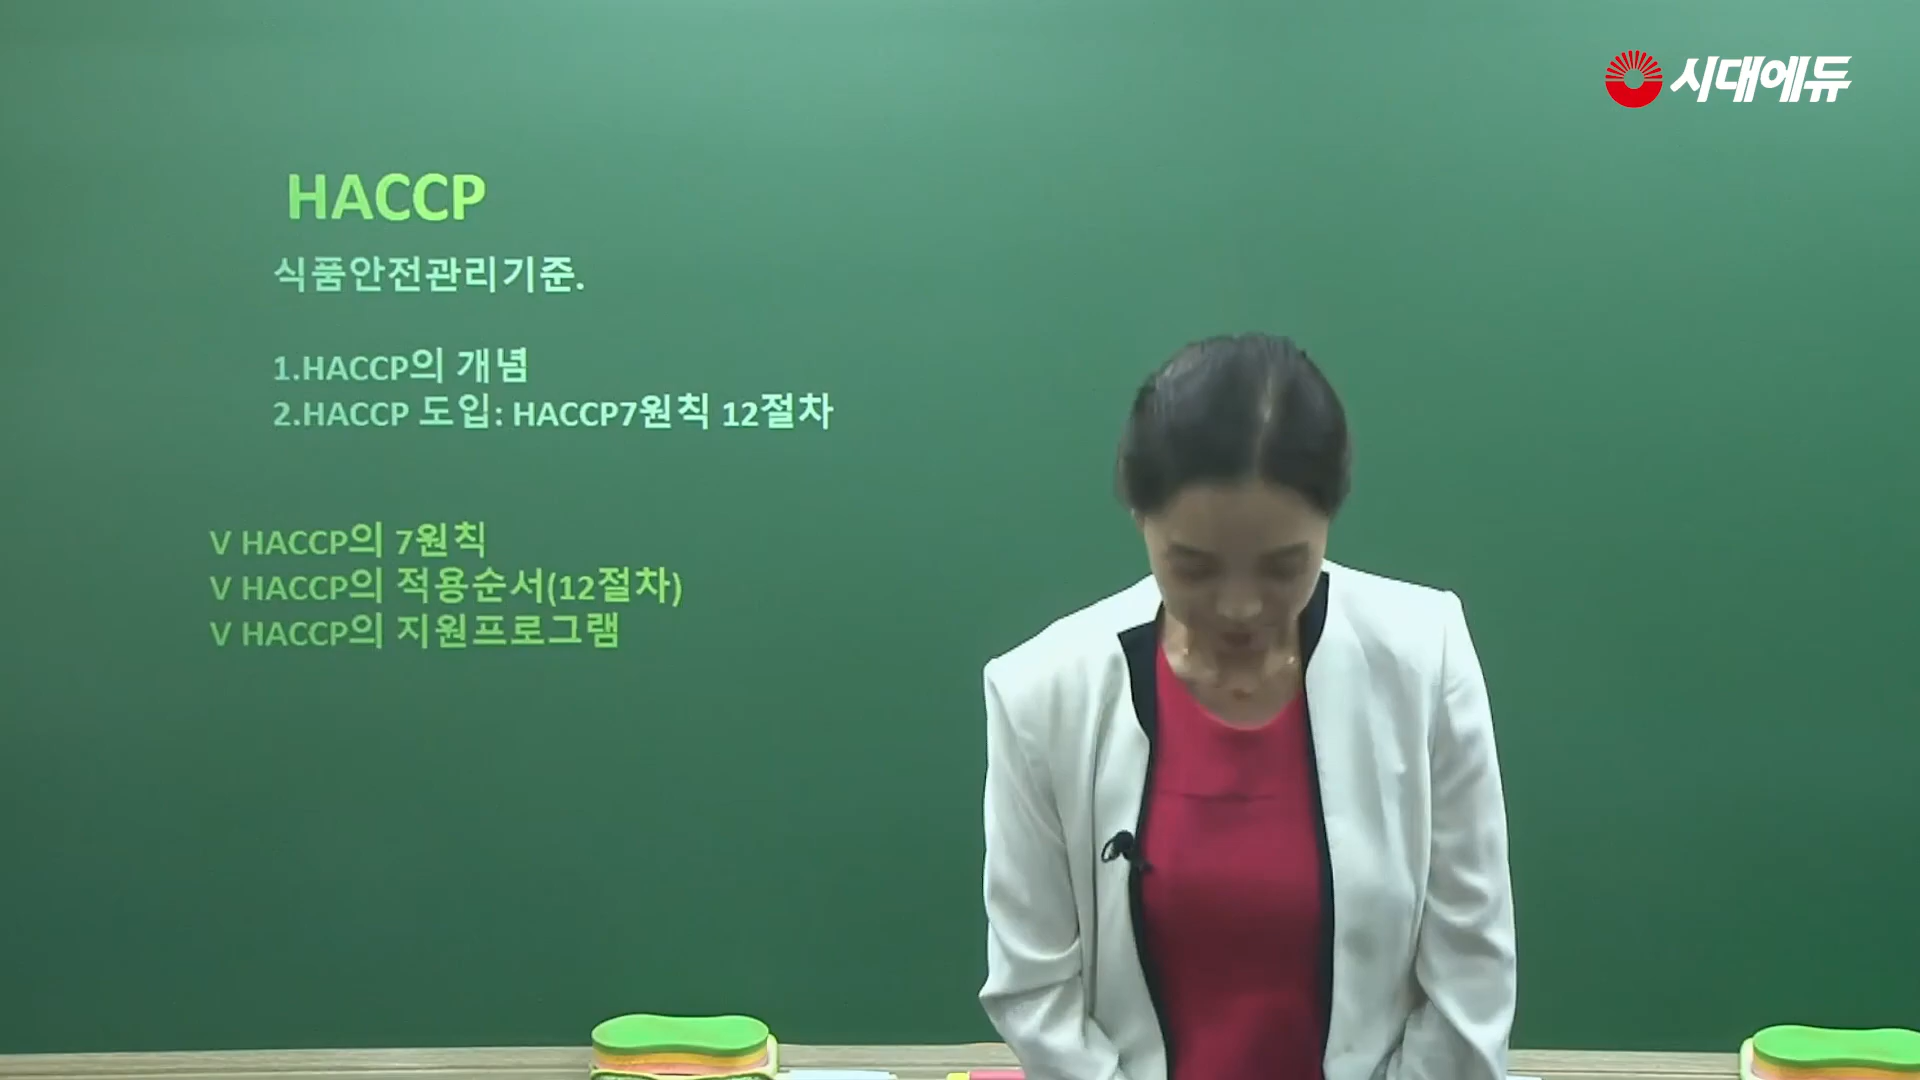 시대에듀
HACCP
식품안전관리기준.
1.HACCP의 개념
2.HACCP 도입: HACCP7원칙 12절차
V HACCP의 7원칙
V HACCP의 적용순서(12절차)
V HACCP의 지원프로그램